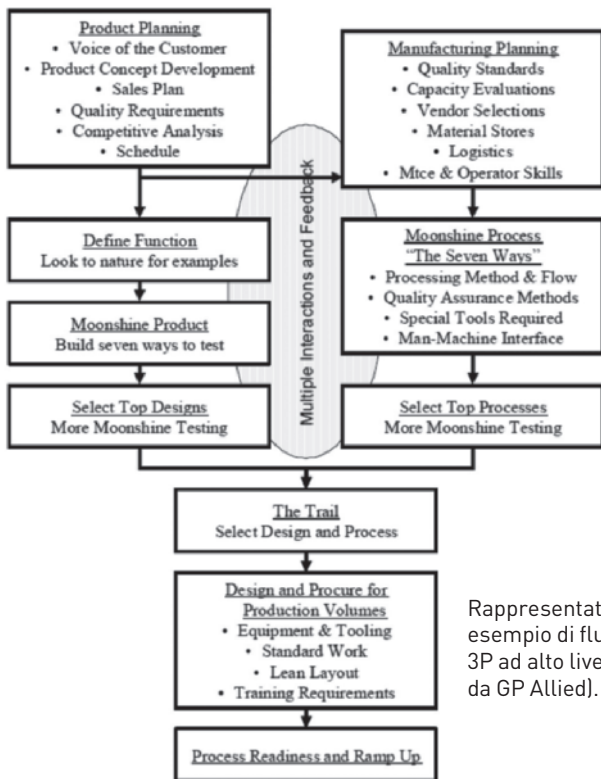 Product Planning
• Voice of the Customer
• Product Concept Development
• Sales Plan
• Quality Requirements
• Competitive Analysis
• Schedule
Manufacturing Planning
• Quality Standards
• Capacity Evaluations
• Vendor Selections
• Material Stores
• Logistics
• Mtce & Operator Skills
Multiple Interactions and Feedback
Define Function
Look to nature for examples
Moonshine Product
Build seven ways to test
Select Top Designs
More Moonshine Testing
Moonshine Process
"The Seven Ways"
• Processing Method & Flow
• Quality Assurance Methods
• Special Tools Required
• Man-Machine Interface
Select Top Processes
More Moonshine Testing
The Trail
Select Design and Process
Design and Procure for
Production Volumes
• Equipment & Tooling
• Standard Work
• Lean Layout
• Training Requirements
Process Readiness and Ramp Up
Rappresentat
esempio di flu
3P ad alto live
da GP Allied).